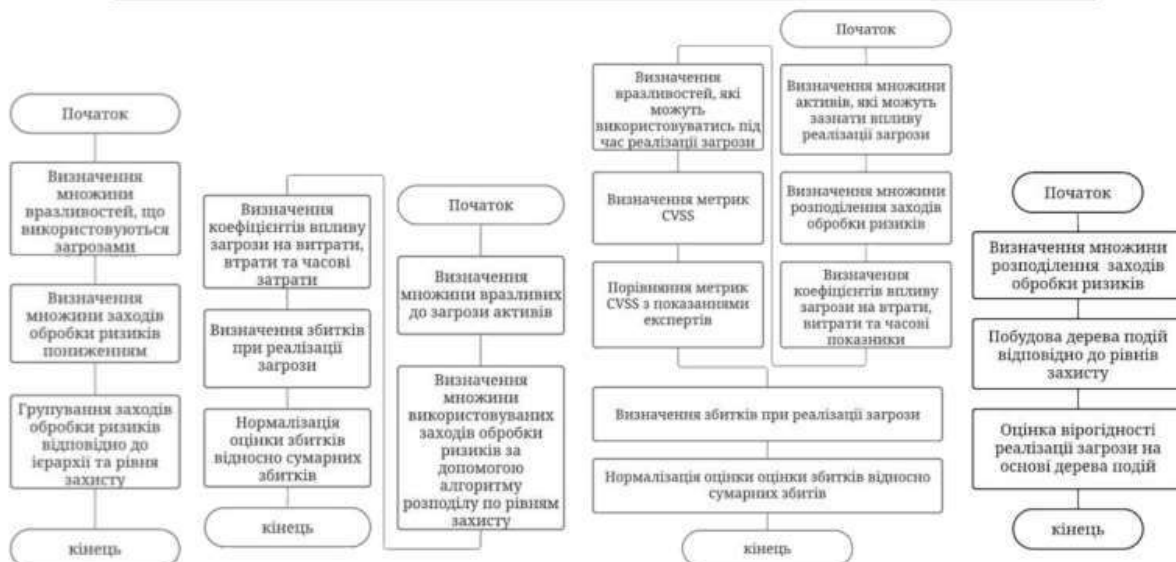 Початок
Визначення
множини
вразливостей, що
використовуються
загрозами
Визначення
множини заходів
обробки ризиків
пониженням
Групування заходів
обробки ризиків
відповідно до
ієрархії та рівня
захисту
кінець
Початок
Визначення
множини вразливих
до загрози активів
Визначення
множини
використовуваних
заходів обробки
ризиків за
допомогою
алгоритму
розподілу по рівням
захисту
Визначення
коефіцієнтів впливу
загрози на витрати,
втрати та часові
затрати
Визначення збитків
при реалізації
загрози
Нормалізація
оцінки збитків
відносно сумарних
збитків
кінець
Початок
Визначення множини
активів, які можуть
зазнати впливу
реалізації загрози
Визначення множини
розподілення заходів
обробки ризиків
Визначення
коефіцієнтів впливу
загрози на втрати,
витрати та часові
показники
Визначення
вразливостей, які
можуть
використовуватись під
час реалізації загрози
Визначення метрик
CVSS
Порівняння метрик
CVSS з показаннями
експертів
Визначення збитків при реалізації загрози
Нормалізація оцінки оцінки збитків відносно
сумарних збитів
кінець
Початок
Визначення множини
розподілення заходів
обробки ризиків
Побудова дерева подій
відповідно до рівнів
захисту
Оцінка вірогідності
реалізації загрози на
основі дерева подій
кінець